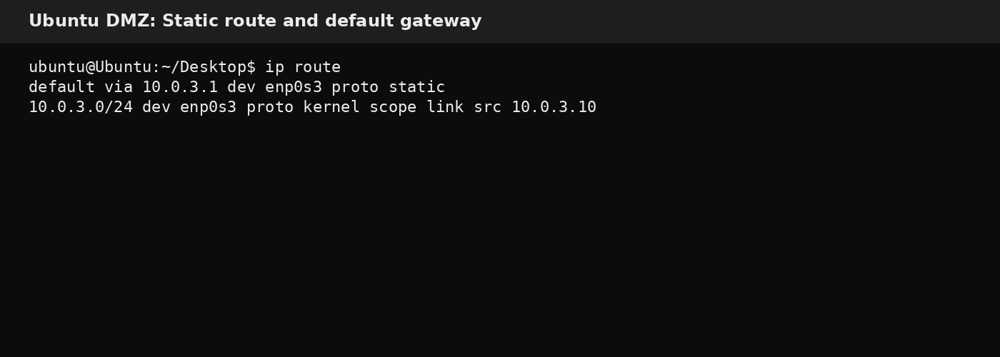 Ubuntu DMZ: Static route and default gateway
ubuntu@Ubuntu:~/Desktop$ ip route
default via 10.0.3.1 dev enp0s3 proto static
10.0.3.0/24 dev enp0s3 proto kernel scope link src 10.0.3.10